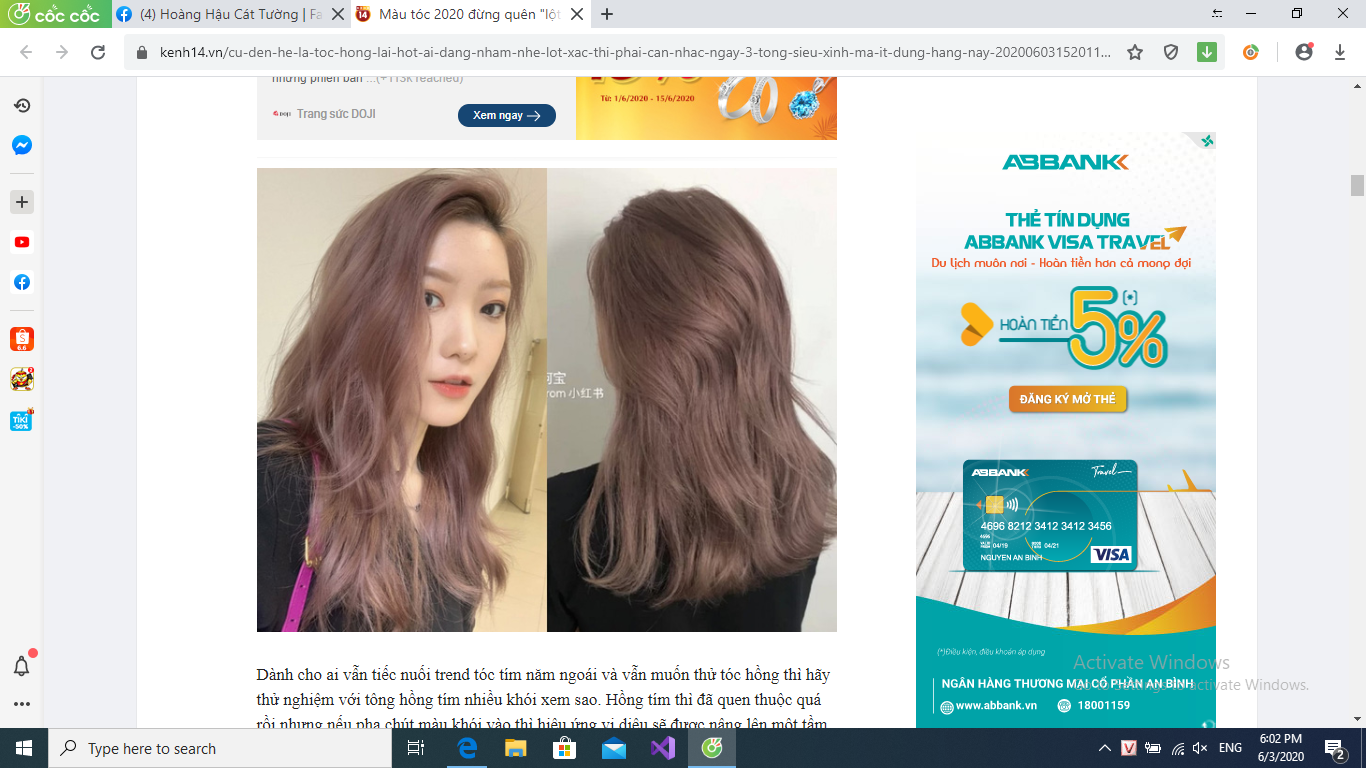 cốc cốc
(4) Hoàng Hậu Cát Tường | Fa
Màu tóc 2020 đừng quên "lột
kenh14.vn/cu-den-he-la-toc-hong-lai-hot-ai-dang-nham-nhe-lot-xac-thi-phai-can-nhac-ngay-3-tong-sieu-xinh-ma-it-dung-hang-nay-20200603152011...
những phiên bản ...(+113k reached)
DOJI Trang sức DOJI
Xem ngay
Từ: 1/6/2020 - 15/6/2020
from 小红书
Dành cho ai vẫn tiếc nuối trend tóc tím năm ngoái và vẫn muốn thử tóc hồng thì hãy
thử nghiệm với tông hồng tím nhiều khói xem sao. Hồng tím thì đã quen thuộc quá
rồi nhưng nếu pha chút màu khói vào thì hiệu ứng vi diệu sẽ được nâng lên một tầm
ABBANK
THẺ TÍN DỤNG
ABBANK VISA TRAVEL
Du lịch muôn nơi - Hoàn tiền hơn cả mong đợi
HOÀN TIỀN 5%
ĐĂNG KÝ MỞ THẺ
ABBANK Travel
4696 8212 3412 3412 3456
4696
04/19 04/21
NGUYEN AN BINH
VISA
(*)Điều kiện, điều khoản áp dụng
NGÂN HÀNG THƯƠNG MẠI CỔ PHẦN AN BÌNH
www.abbank.vn 18001159
Activate Windows
Go to Settings to activate Windows.
6.6
2
TIKI
-50%
Type here to search
ENG
6:02 PM
6/3/2020
2